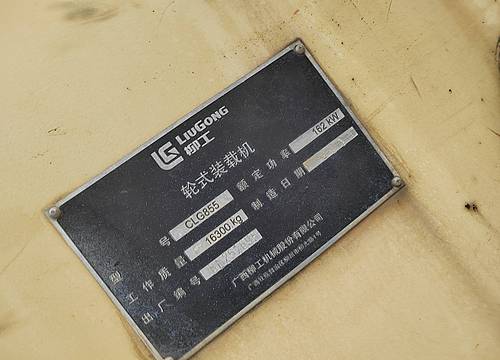 LIUGONG
柳工
轮式装载机
型号 CLG855 额定功率 162 kW
工作质量 16300 kg 制造日期
出厂编号
广西柳工机械股份有限公司